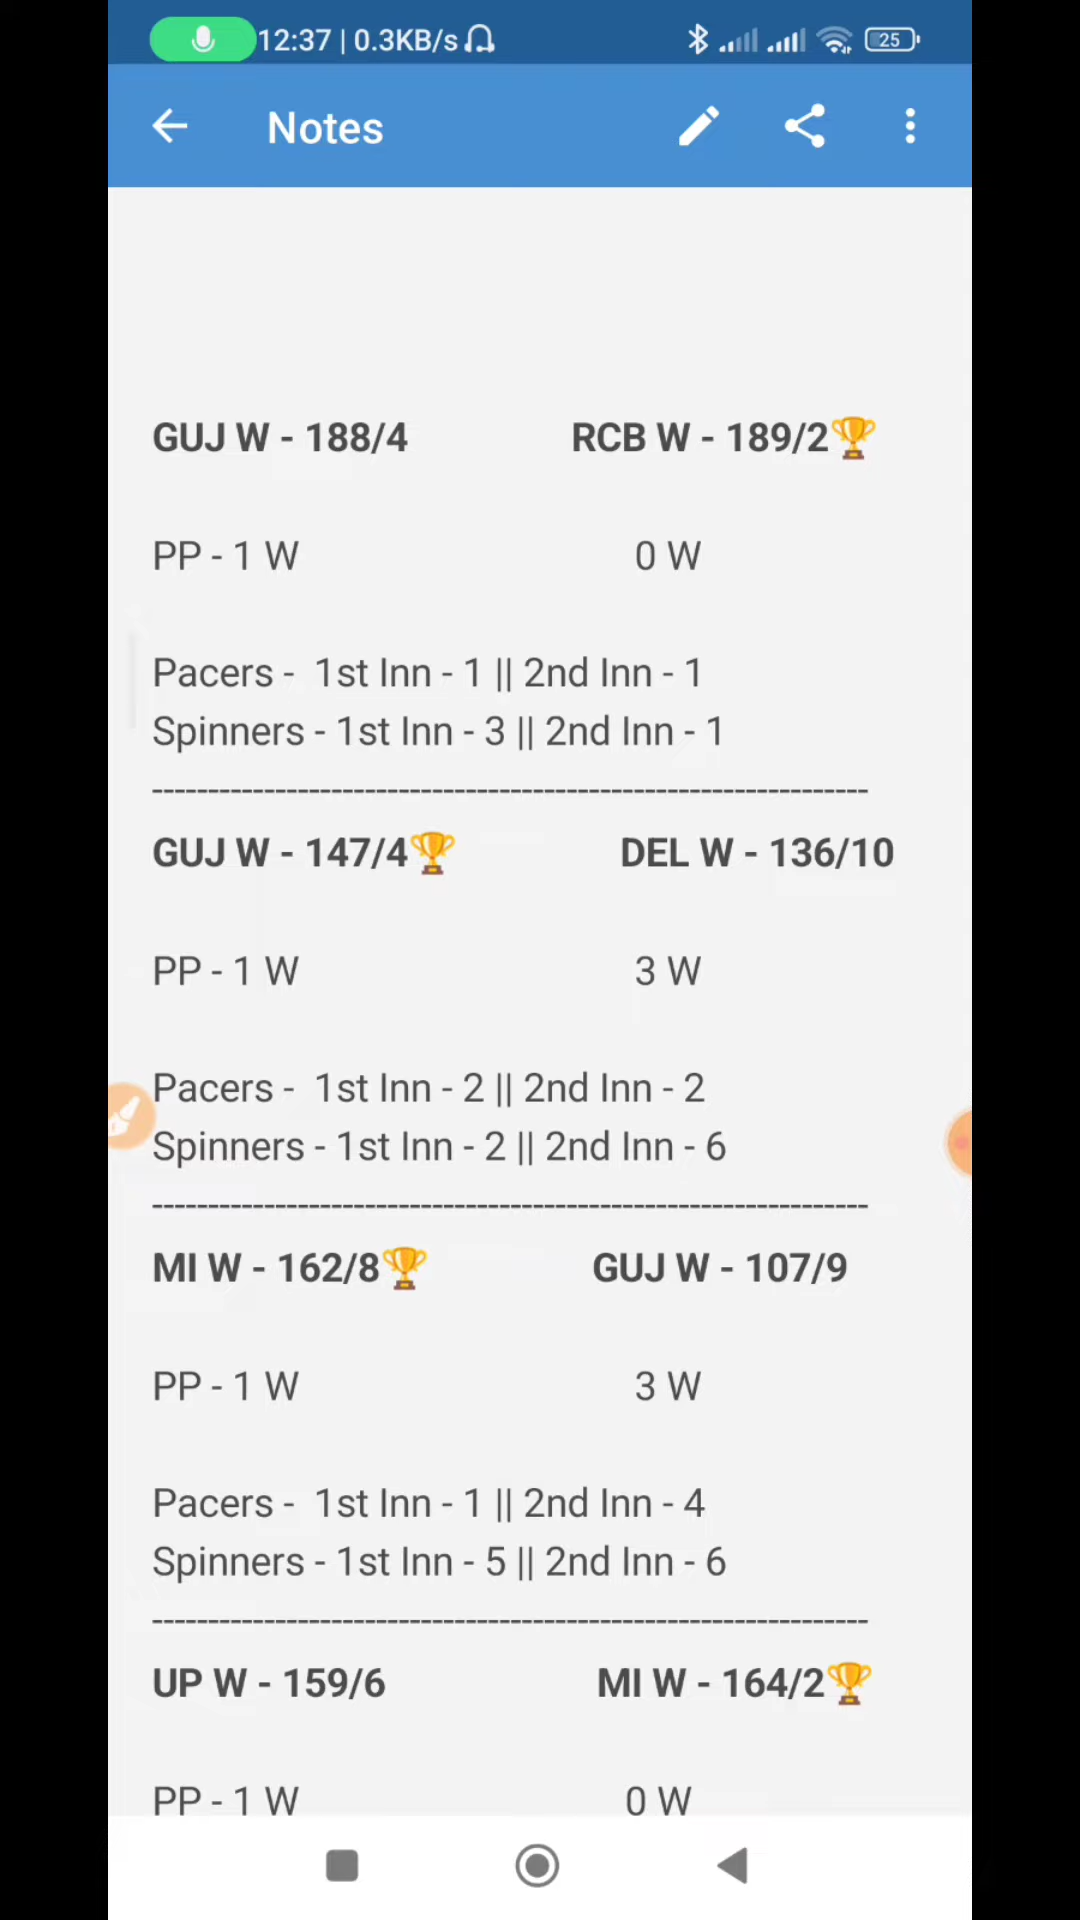 12:37 | 0.3KB/s 25
Notes
GUJ W - 188/4 RCB W - 189/2🏆
PP - 1 W 0 W
Pacers - 1st Inn - 1 || 2nd Inn - 1
Spinners - 1st Inn - 3 || 2nd Inn - 1
----------------------------------------------------------------
GUJ W - 147/4🏆 DEL W - 136/10
PP - 1 W 3 W
Pacers - 1st Inn - 2 || 2nd Inn - 2
Spinners - 1st Inn - 2 || 2nd Inn - 6
----------------------------------------------------------------
MI W - 162/8🏆 GUJ W - 107/9
PP - 1 W 3 W
Pacers - 1st Inn - 1 || 2nd Inn - 4
Spinners - 1st Inn - 5 || 2nd Inn - 6
----------------------------------------------------------------
UP W - 159/6 MI W - 164/2🏆
PP - 1 W 0 W